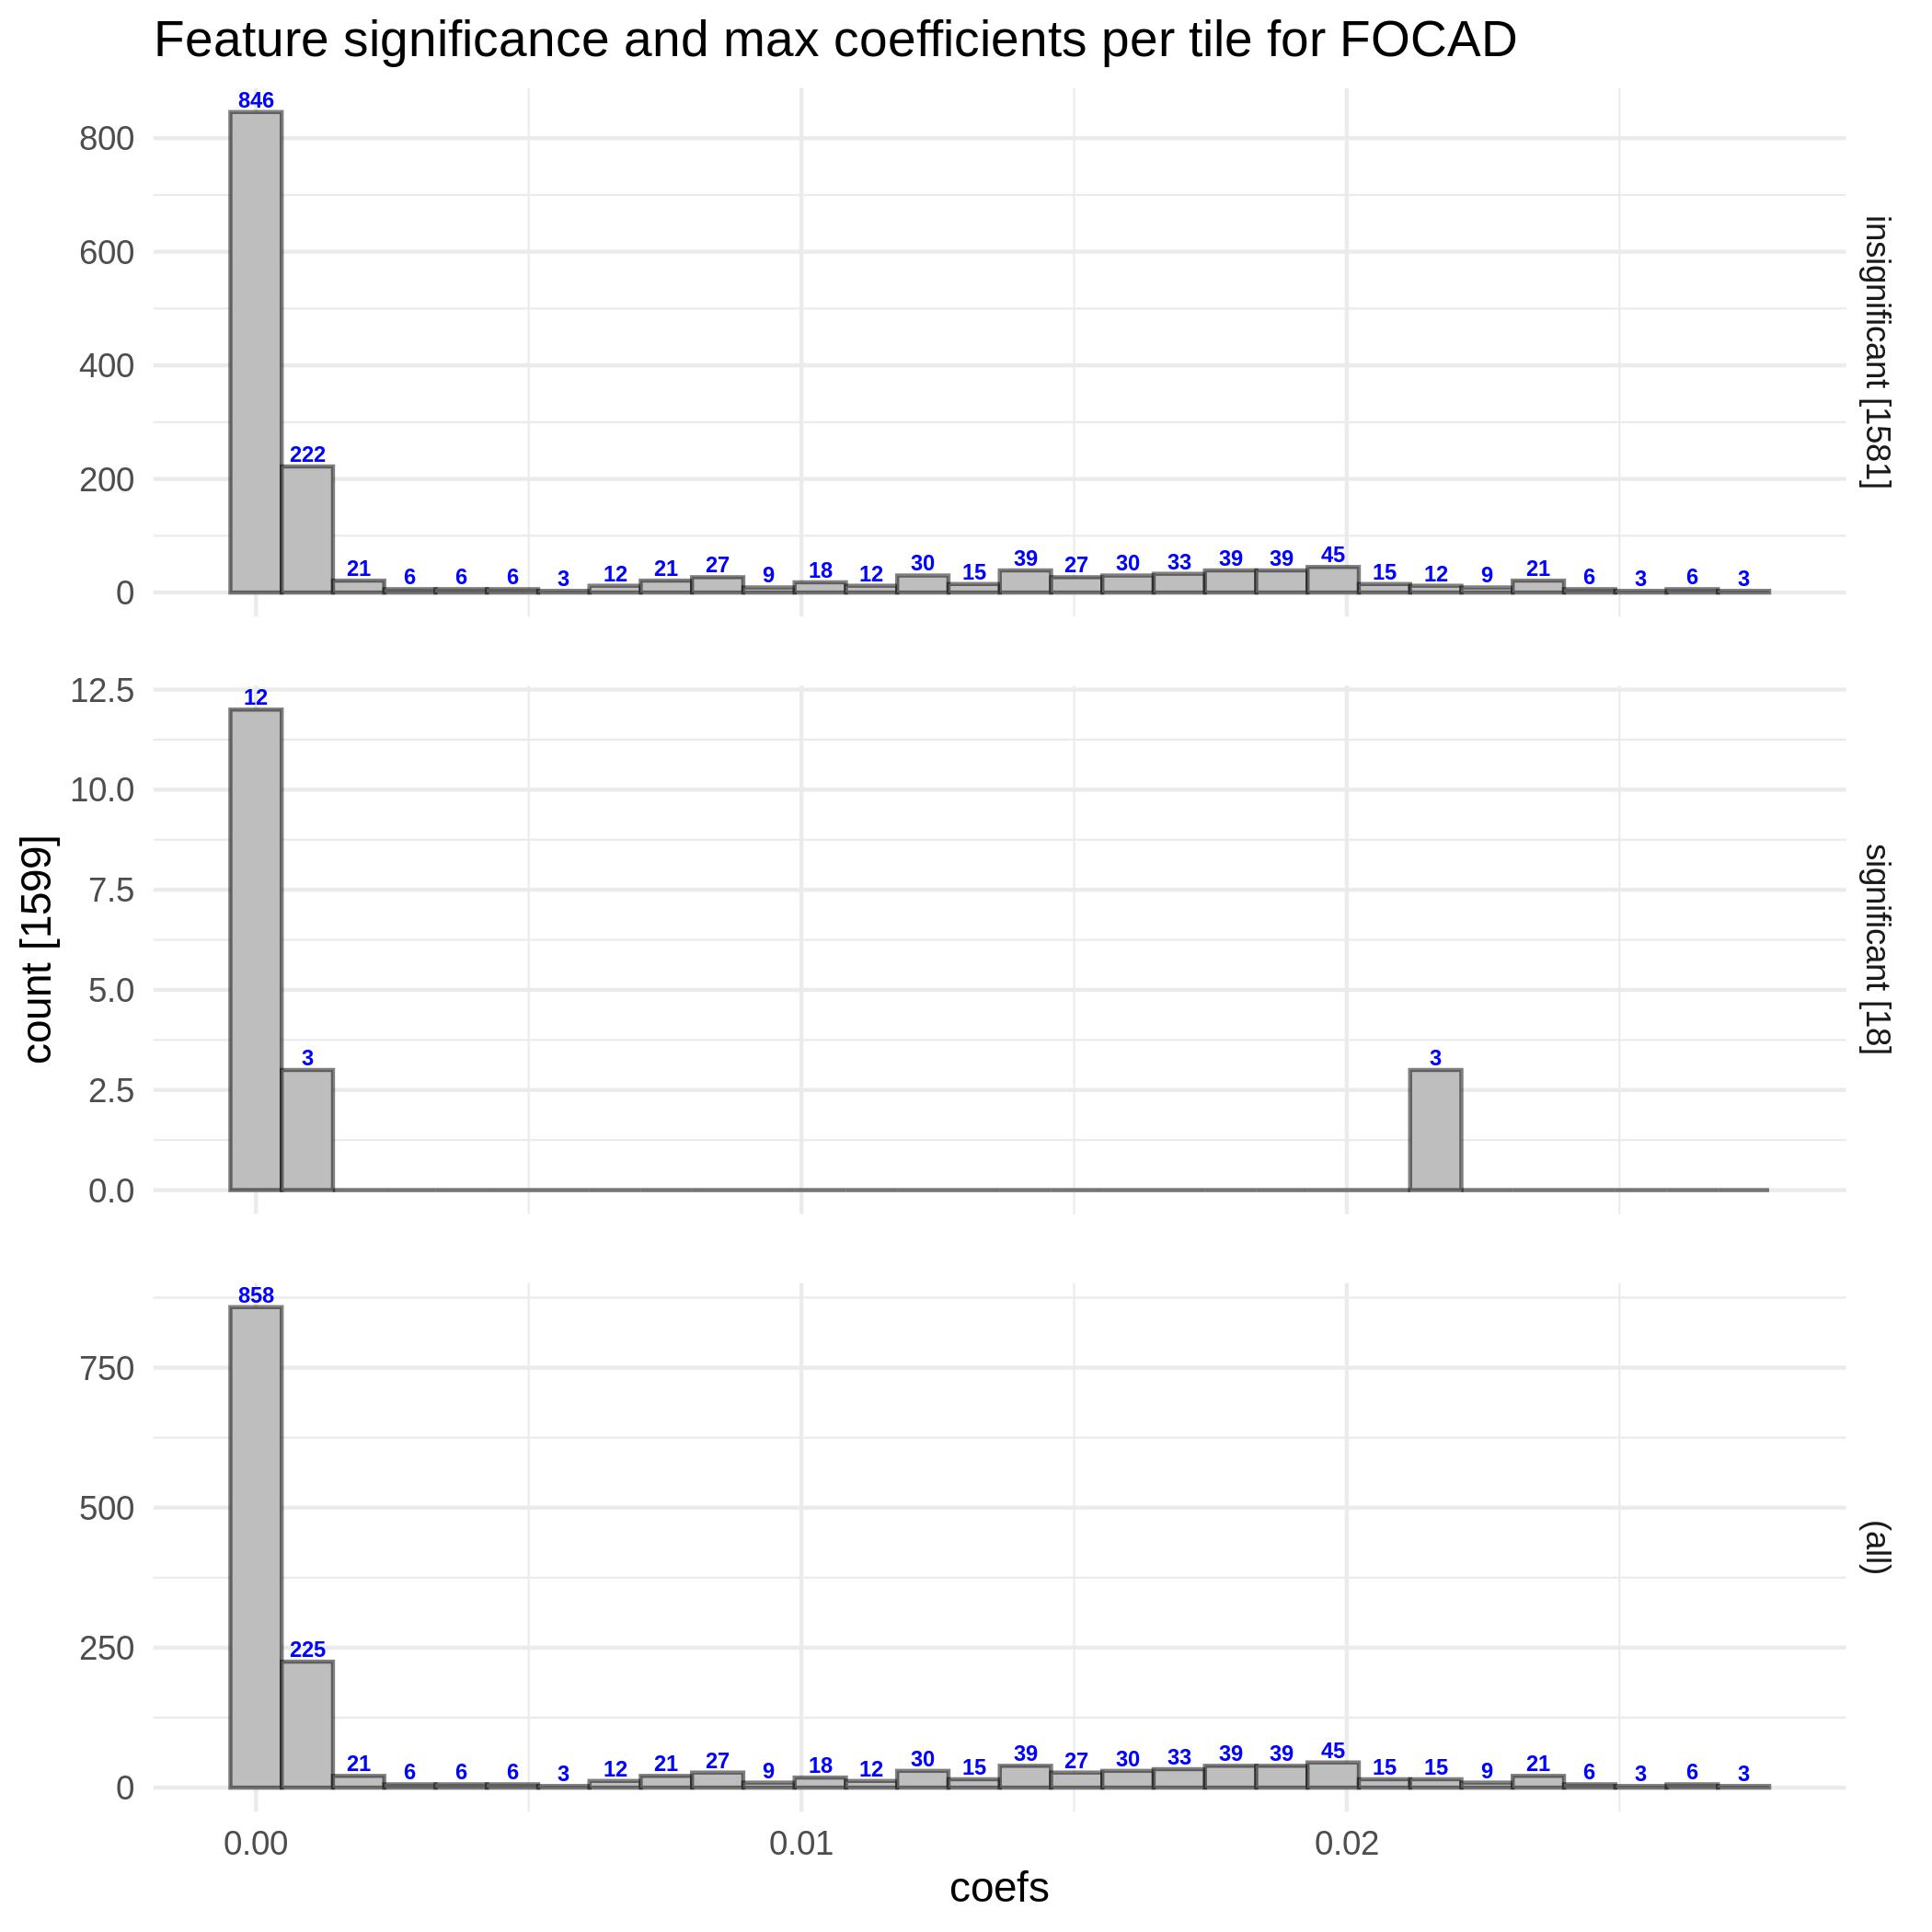 Feature significance and max coefficients per tile for FOCAD
846
800
600
400
222
200
21 6 6 6 3 12 21 27 9 18 12 30 15 39 27 30 33 39 39 45 15 12 9 21 6 3 6 3
0
insignificant [1581]
12.5
12
10.0
7.5
5.0
3 3
2.5
0.0
significant [18]
count [1599]
858
750
500
250
225
21 6 6 6 3 12 21 27 9 18 12 30 15 39 27 30 33 39 39 45 15 15 9 21 6 3 6 3
0
(all)
0.00 0.01 0.02
coefs